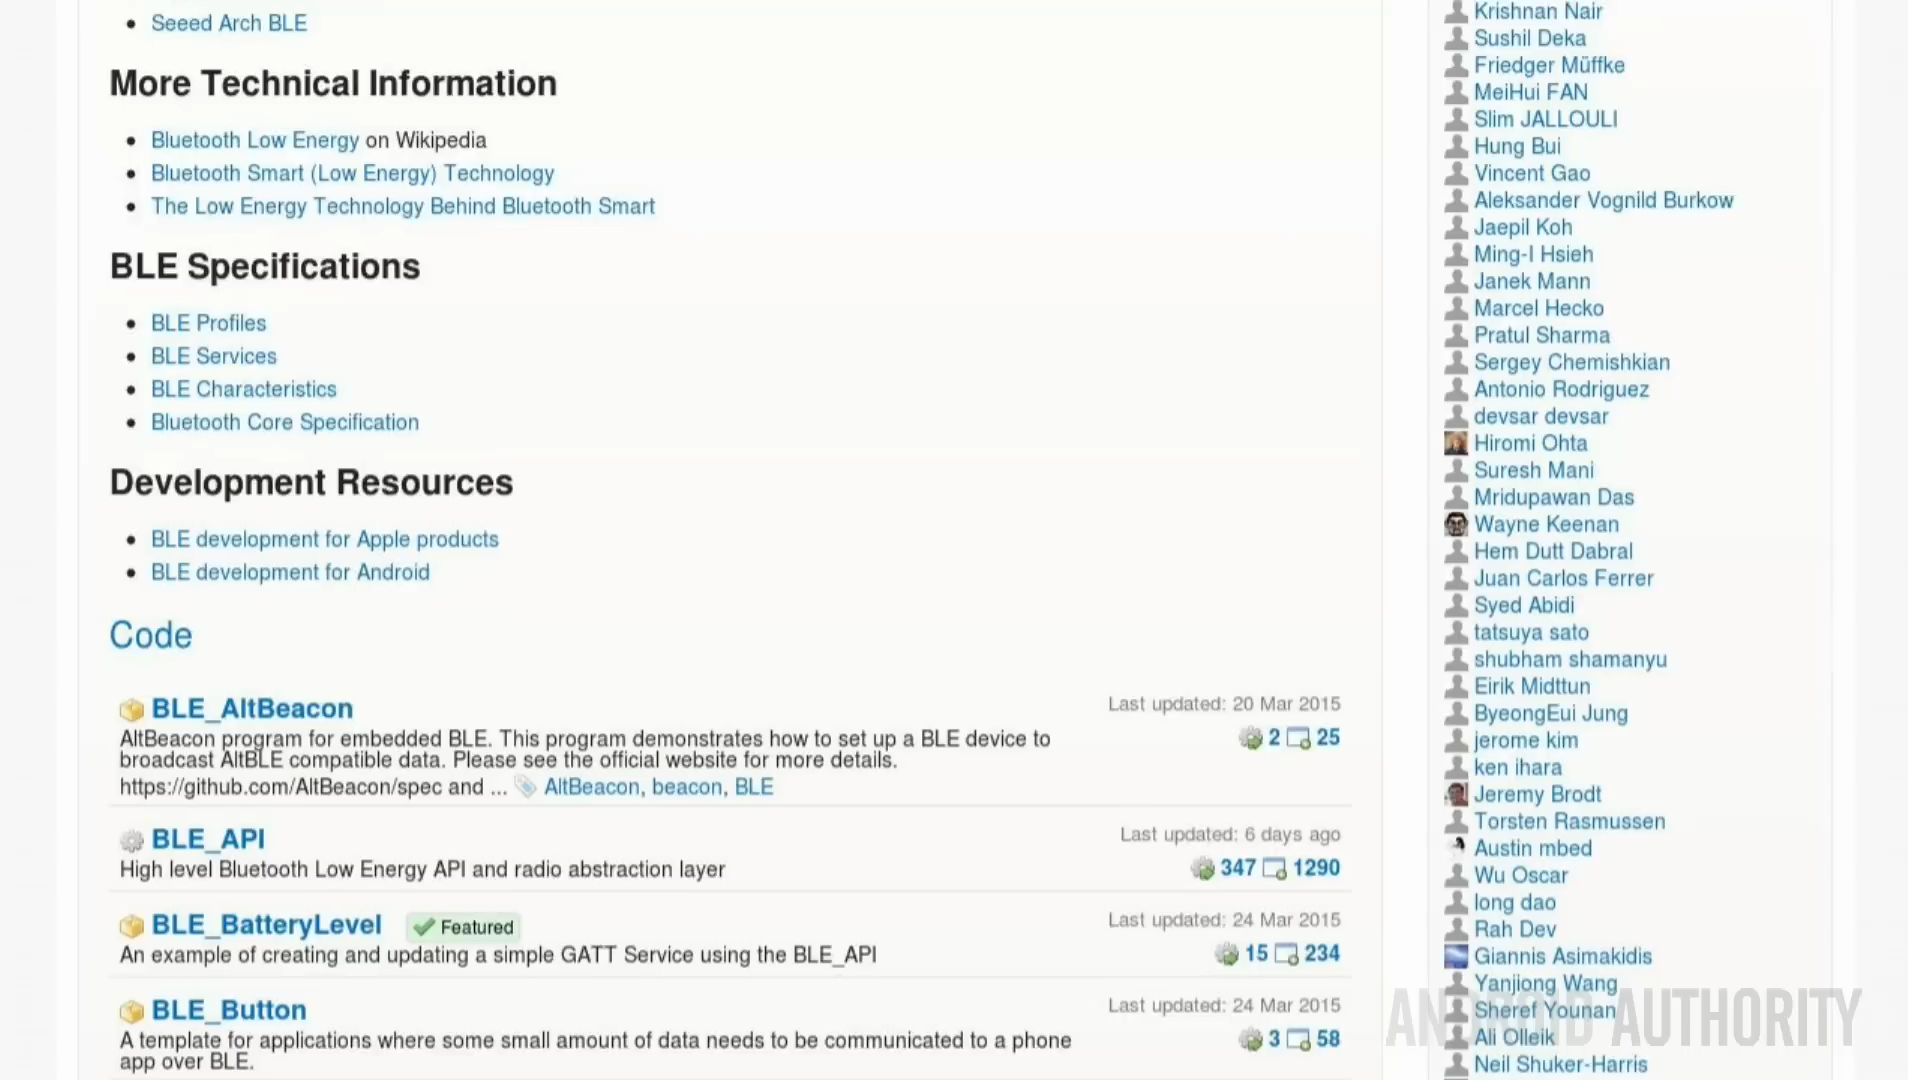 Seeed Arch BLE
More Technical Information
Bluetooth Low Energy on Wikipedia
Bluetooth Smart (Low Energy) Technology
The Low Energy Technology Behind Bluetooth Smart
BLE Specifications
BLE Profiles
BLE Services
BLE Characteristics
Bluetooth Core Specification
Development Resources
BLE development for Apple products
BLE development for Android
Code
BLE_AltBeacon
Last updated: 20 Mar 2015
AltBeacon program for embedded BLE. This program demonstrates how to set up a BLE device to
2 25
broadcast AltBLE compatible data. Please see the official website for more details.
https://github.com/AltBeacon/spec and ... AltBeacon, beacon, BLE
BLE_API
Last updated: 6 days ago
High level Bluetooth Low Energy API and radio abstraction layer
347 1290
BLE_BatteryLevel Featured
Last updated: 24 Mar 2015
An example of creating and updating a simple GATT Service using the BLE_API
15 234
BLE_Button
Last updated: 24 Mar 2015
A template for applications where some small amount of data needs to be communicated to a phone
3 58
app over BLE.
Krishnan Nair
Sushil Deka
Friedger Müffke
MeiHui FAN
Slim JALLOULI
Hung Bui
Vincent Gao
Aleksander Vognild Burkow
Jaepil Koh
Ming-I Hsieh
Janek Mann
Marcel Hecko
Pratul Sharma
Sergey Chemishkian
Antonio Rodriguez
devsar devsar
Hiromi Ohta
Suresh Mani
Mridupawan Das
Wayne Keenan
Hem Dutt Dabral
Juan Carlos Ferrer
Syed Abidi
tatsuya sato
shubham shamanyu
Eirik Midttun
ByeongEui Jung
jerome kim
ken ihara
Jeremy Brodt
Torsten Rasmussen
Austin mbed
Wu Oscar
long dao
Rah Dev
Giannis Asimakidis
Yanjiong Wang
Sheref Younan
Ali Olleik
Neil Shuker-Harris
ANDROID AUTHORITY